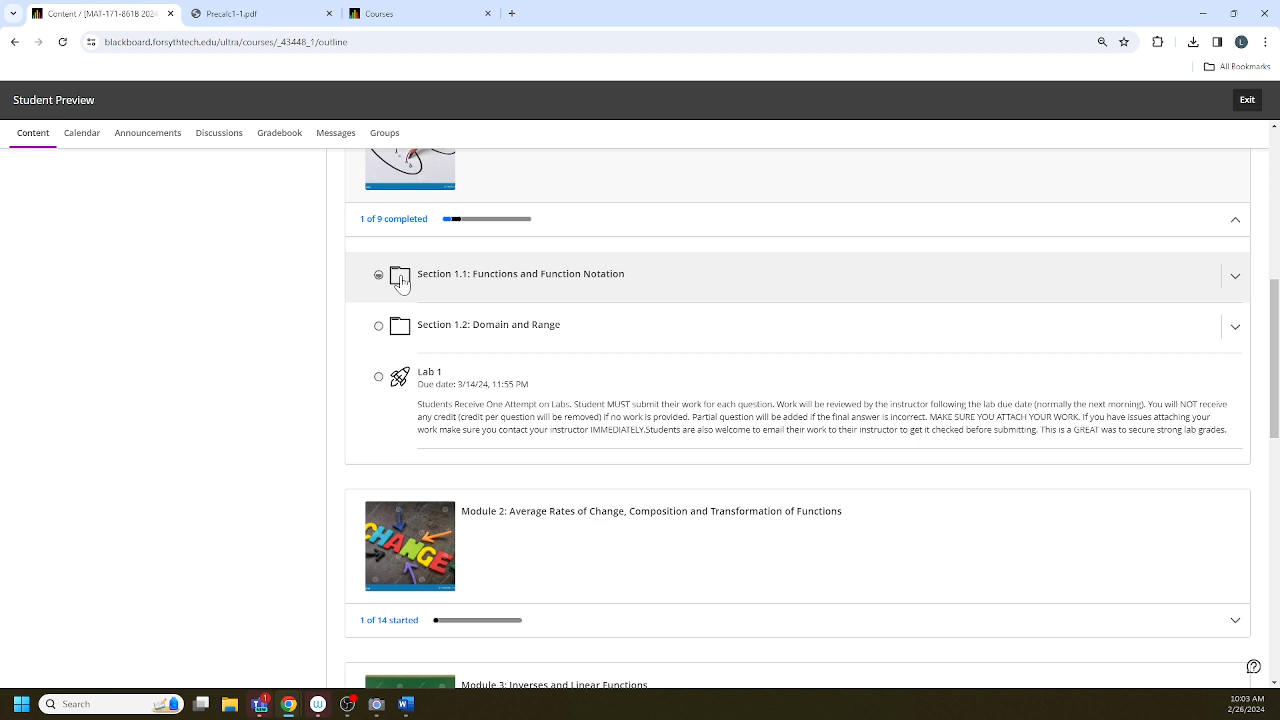 Content / [MAT-171-8618 2024
Precalc1-1.pdf
Courses
blackboard.forsythtech.edu/ultra/courses/_43448_1/outline
L
All Bookmarks
Student Preview
Exit
Content
Calendar
Announcements
Discussions
Gradebook
Messages
Groups
1 of 9 completed
Section 1.1: Functions and Function Notation
Section 1.2: Domain and Range
Lab 1
Due date: 3/14/24, 11:55 PM
Students Receive One Attempt on Labs. Student MUST submit their work for each question. Work will be reviewed by the instructor following the lab due date (normally the next morning). You will NOT receive
any credit (credit per question will be removed) if no work is provided. Partial question will be added if the final answer is incorrect. MAKE SURE YOU ATTACH YOUR WORK. If you have issues attaching your
work make sure you contact your instructor IMMEDIATELY.Students are also welcome to email their work to their instructor to get it checked before submitting. This is a GREAT was to secure strong lab grades.
Module 2: Average Rates of Change, Composition and Transformation of Functions
CHANGE
1 of 14 started
Module 3: Inverses and Linear Functions
Search
1
10:03 AM
2/26/2024